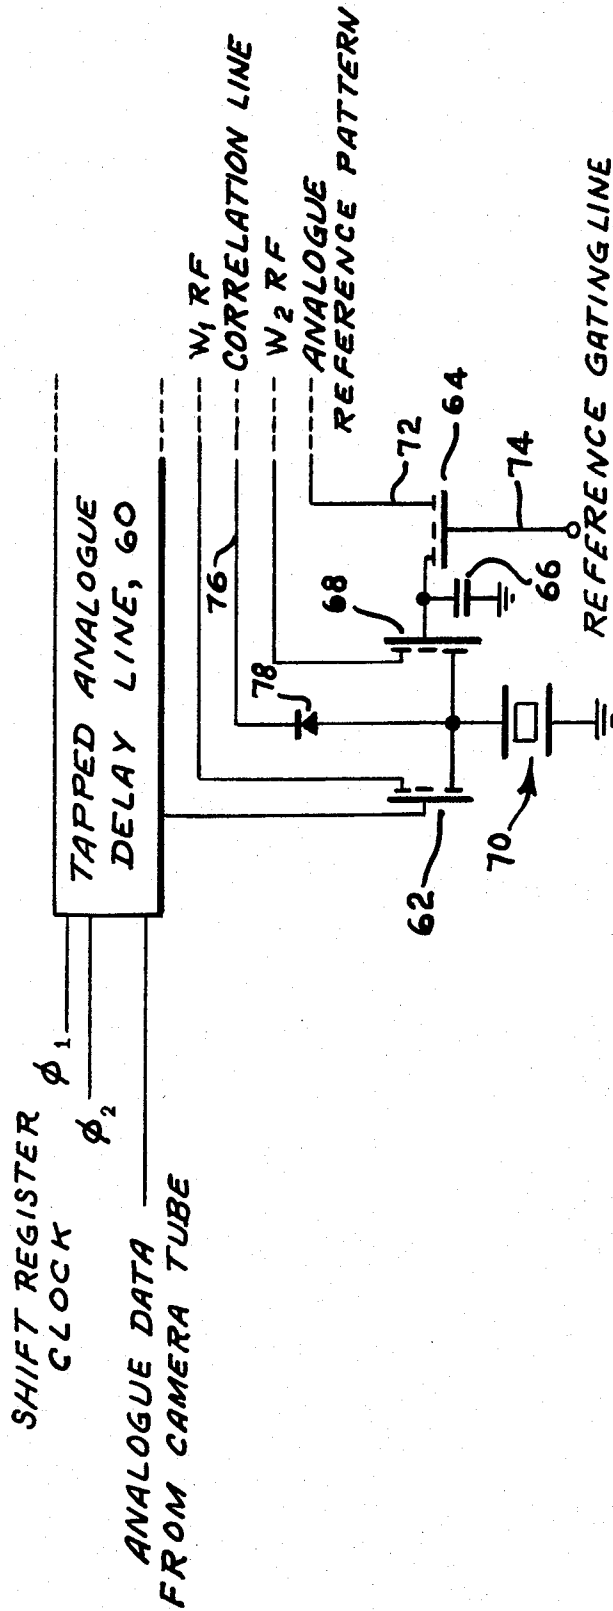 SHIFT REGISTER
CLOCK
ϕ1
ϕ2
ANALOGUE DATA
FROM CAMERA TUBE
TAPPED ANALOGUE
DELAY LINE, 60
W1 RF
CORRELATION LINE
W2 RF
ANALOGUE
REFERENCE PATTERN
76
78
68
72
64
62
66
74
70
REFERENCE GATING LINE